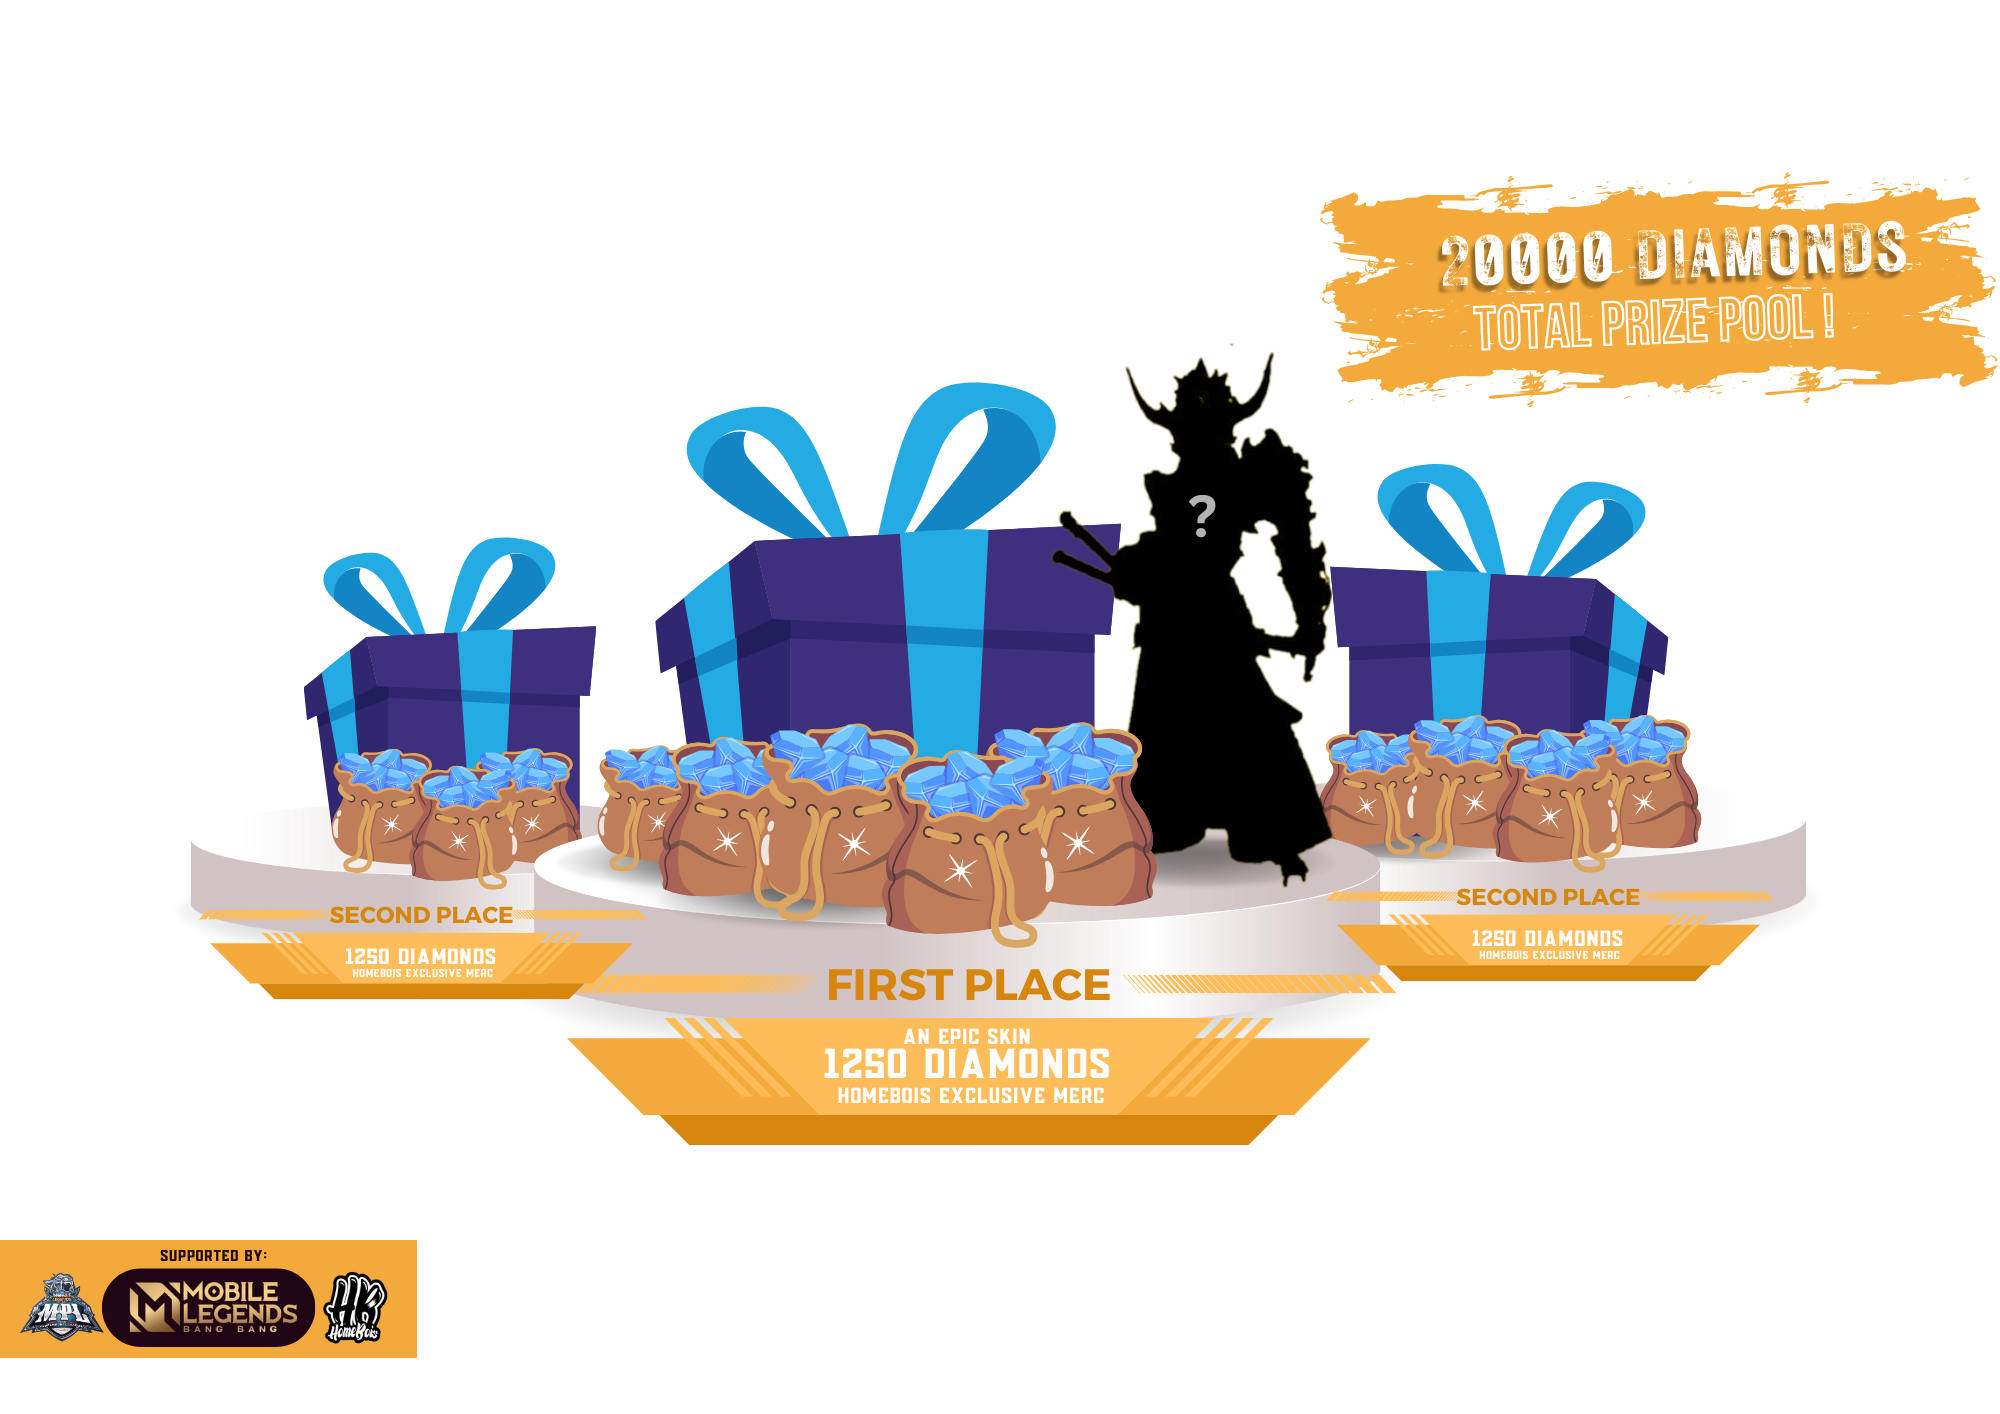 20000 DIAMONDS
TOTAL PRIZE POOL !
?
SECOND PLACE
1250 DIAMONDS
HOMEBOIS EXCLUSIVE MERC
SECOND PLACE
1250 DIAMONDS
HOMEBOIS EXCLUSIVE MERC
FIRST PLACE
AN EPIC SKIN
1250 DIAMONDS
HOMEBOIS EXCLUSIVE MERC
SUPPORTED BY:
MPL
MOBILE
LEGENDS
BANG BANG
HB
HomeBois